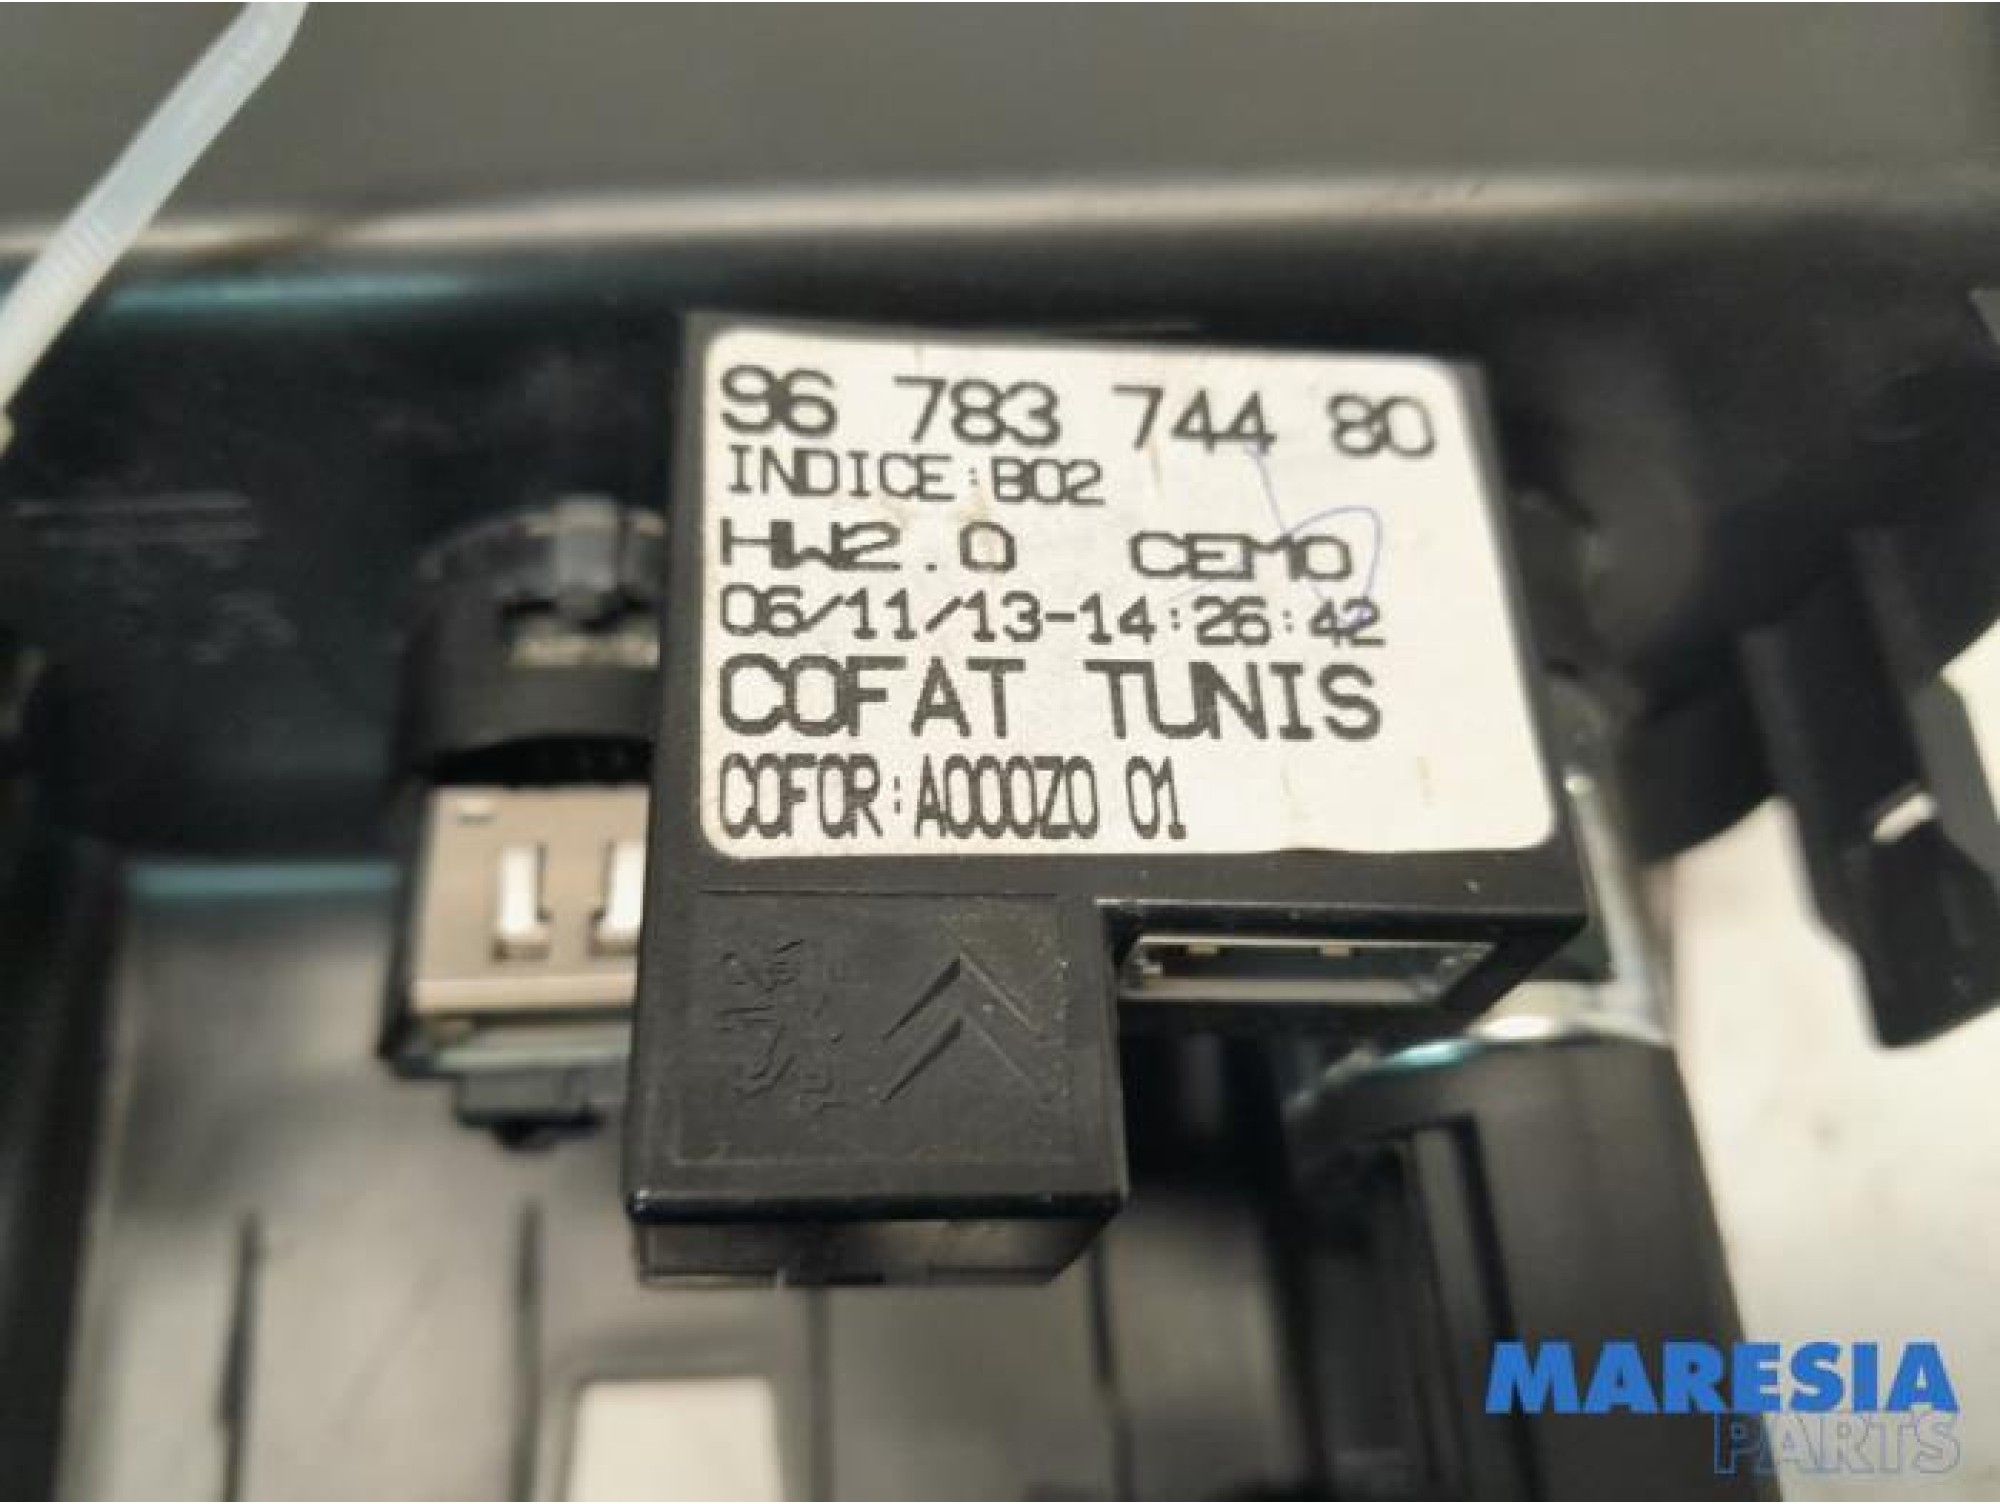 96 783 744 80
INDICE:B02
HW2.0 CEMO
06/11/13-14:26:42
COFAT TUNIS
COFOR:A000Z0 01
MARESIA
PARTS